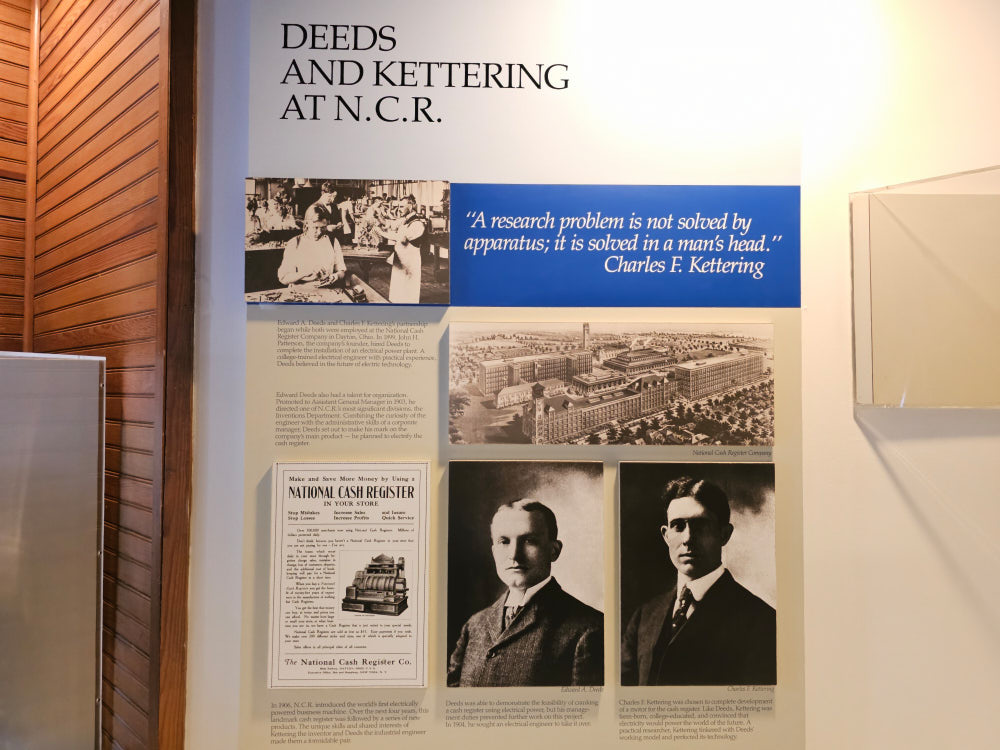 DEEDS
AND KETTERING
AT N.C.R.
“A research problem is not solved by
apparatus; it is solved in a man's head.”
Charles F. Kettering
Edward A. Deeds and Charles F. Kettering's partnership
began while both were employed at the National Cash
Register Company in Dayton, Ohio. In 1899, John H.
Patterson, the company's founder, hired Deeds to
complete the installation of an electrical power plant. A
college-trained electrical engineer with practical experience,
Deeds believed in the future of electric technology.
Edward Deeds also had a talent for organization.
Promoted to Assistant General Manager in 1903, he
directed one of N.C.R.'s most significant divisions, the
Inventions Department. Combining the curiosity of the
engineer with the administrative skills of a corporate
manager, Deeds set out to make his mark on the
company's main product — he planned to electrify the
cash register.
National Cash Register Company
Make and Save More Money by Using a
NATIONAL CASH REGISTER
IN YOUR STORE
Stop Mistakes Increase Sales and Insure
Stop Losses Increase Profits Quick Service
The National Cash Register Co.
Edward A. Deeds
Charles F. Kettering
In 1906, N.C.R. introduced the world's first electrically
powered business machine. Over the next four years, this
landmark cash register was followed by a series of new
products. The unique skills and shared interests of
Kettering the inventor and Deeds the industrial engineer
made them a formidable pair.
Deeds was able to demonstrate the feasibility of cranking
a cash register using electrical power, but his manage-
ment duties prevented further work on this project.
In 1904, he sought an electrical engineer to take it over.
Charles F. Kettering was chosen to complete development
of a motor for the cash register. Like Deeds, Kettering was
farm-born, college-educated, and convinced that
electricity would power the world of the future. A
practical researcher, Kettering tinkered with Deeds'
working model and perfected its technology.